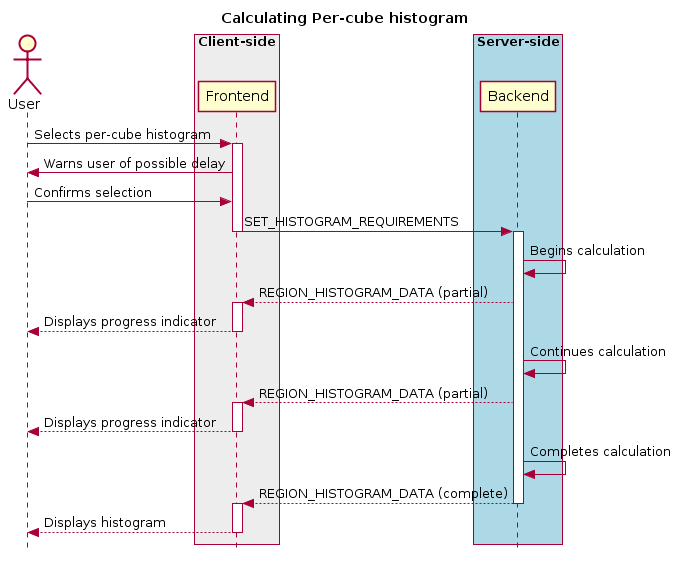 Calculating Per-cube histogram
Client-side
Server-side
User
Frontend
Backend
Selects per-cube histogram
Warns user of possible delay
Confirms selection
SET_HISTOGRAM_REQUIREMENTS
Begins calculation
REGION_HISTOGRAM_DATA (partial)
Displays progress indicator
Continues calculation
REGION_HISTOGRAM_DATA (partial)
Displays progress indicator
Completes calculation
REGION_HISTOGRAM_DATA (complete)
Displays histogram